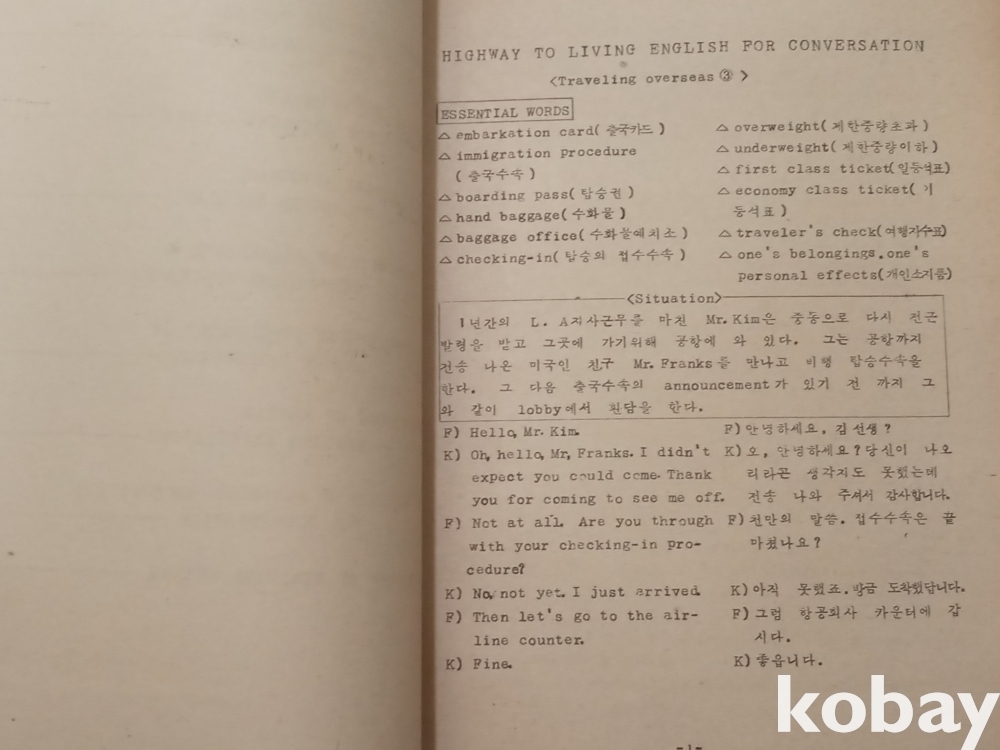 HIGHWAY TO LIVING ENGLISH FOR CONVERSATION
<Traveling overseas ③ >
ESSENTIAL WORDS
△ embarkation card( 출국카드 )
△ immigration procedure
( 출국수속 )
△ boarding pass( 탑승권 )
△ hand baggage( 수화물 )
△ baggage office( 수화물예치소 )
△ checking-in( 탑승의 접수수속 )
△ overweight( 제한중량초과 )
△ underweight( 제한중량이하 )
△ first class ticket( 일등석표)
△ economy class ticket( 기
등석표 )
△ traveler's check( 여행자수표)
△ one's belongings.one's
personal effects(개인소지품)
<Situation>
1년간의 L. A지사근무를 마친 Mr.Kim은 중동으로 다시 전근
발령을 받고 그곳에 가기위해 공항에 와 있다. 그는 공항까지
전송 나온 미국인 친구 Mr. Franks를 만나고 비행 탑승수속을
한다. 그 다음 출국수속의 announcement가 있기 전 까지 그
와 같이 lobby에서 환담을 한다.
F) Hello, Mr. Kim.
K) Oh, hello, Mr, Franks. I didn't
expect you could come. Thank
you for coming to see me off.
F) Not at all. Are you through
with your checking-in pro-
cedure?
K) No, not yet. I just arrived.
F) Then let's go to the air-
line counter.
K) Fine.
F) 안녕하세요, 김 선생 ?
K) 오, 안녕하세요 ? 당신이 나오
리라곤 생각지도 못했는데
전송 나와 주셔서 감사합니다.
F) 천만의 말씀. 접수수속은 끝
마쳤나요 ?
K) 아직 못했죠. 방금 도착했답니다.
F) 그럼 항공회사 카운터에 갑
시다.
K) 좋읍니다.
-1-
kobay